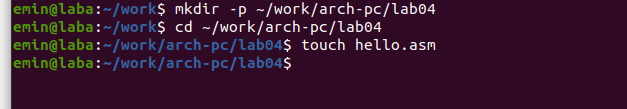 emin@laba:~/work$ mkdir -p ~/work/arch-pc/lab04
emin@laba:~/work$ cd ~/work/arch-pc/lab04
emin@laba:~/work/arch-pc/lab04$ touch hello.asm
emin@laba:~/work/arch-pc/lab04$